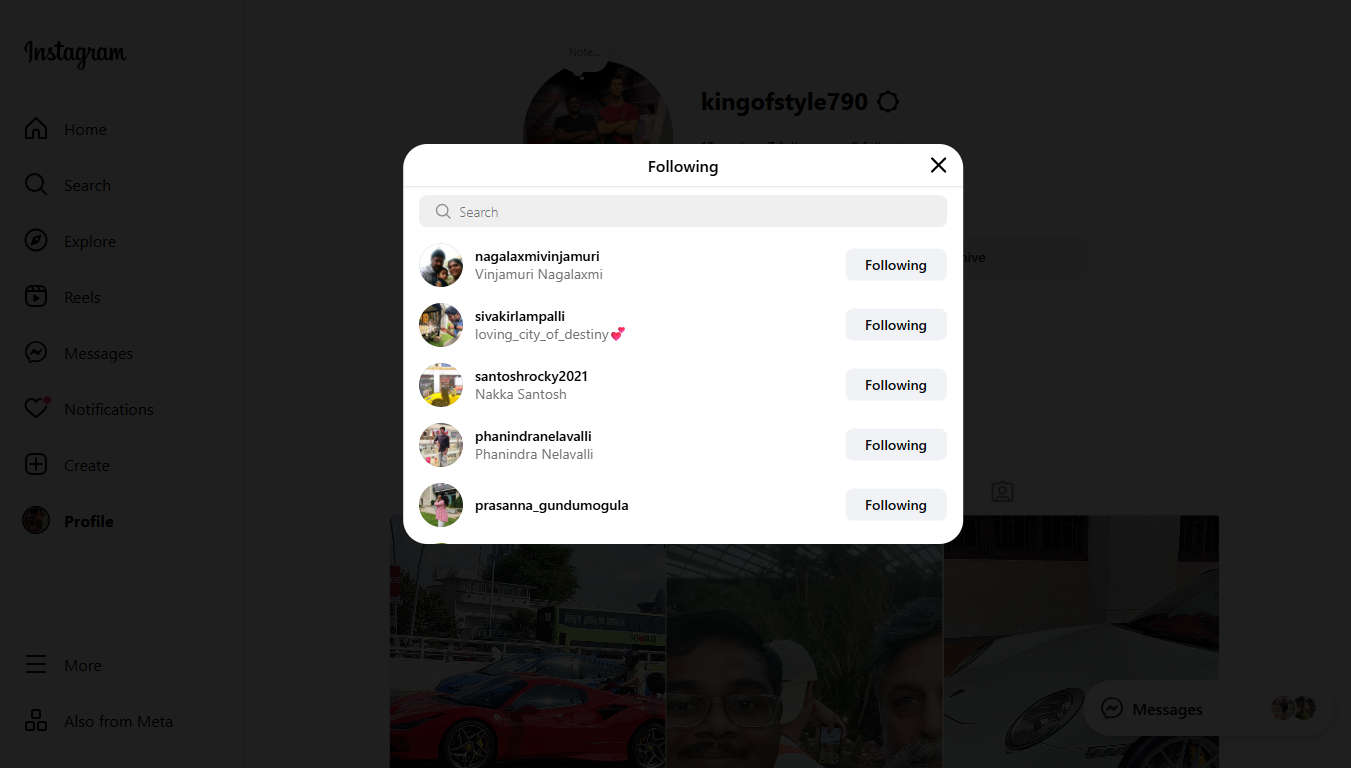 Instagram
Note...
kingofstyle790
Home
Search
Explore
Reels
Messages
Notifications
Create
Profile
More
Also from Meta
Following
Search
nagalaxmivinjamuri
Vinjamuri Nagalaxmi
Following
sivakirlampalli
loving_city_of_destiny💕
Following
santoshrocky2021
Nakka Santosh
Following
phanindranelavalli
Phanindra Nelavalli
Following
prasanna_gundumogula
Following
Messages